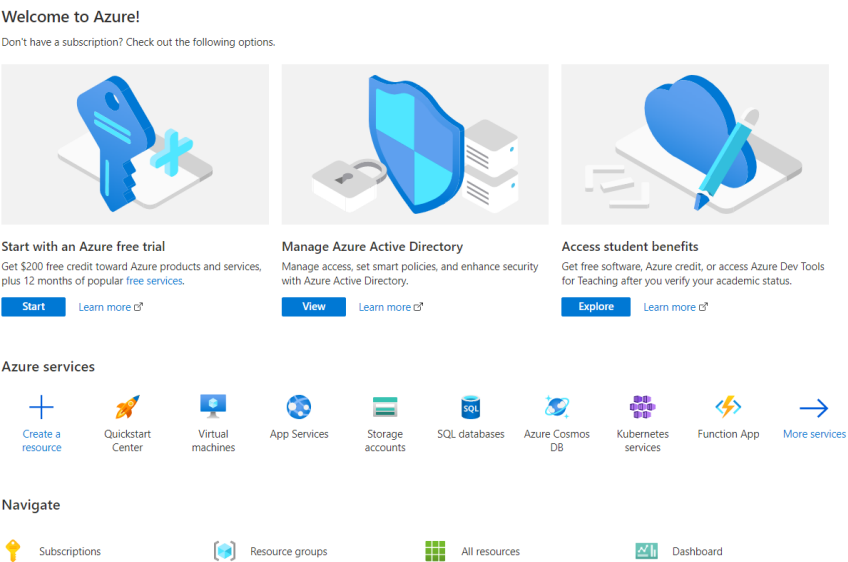 Welcome to Azure!
Don't have a subscription? Check out the following options.
Start with an Azure free trial
Get $200 free credit toward Azure products and services,
plus 12 months of popular free services.
Start
Learn more
Manage Azure Active Directory
Manage access, set smart policies, and enhance security
with Azure Active Directory.
View
Learn more
Access student benefits
Get free software, Azure credit, or access Azure Dev Tools
for Teaching after you verify your academic status.
Explore
Learn more
Azure services
Create a
resource
Quickstart
Center
Virtual
machines
App Services
Storage
accounts
SQL
SQL databases
Azure Cosmos
DB
Kubernetes
services
Function App
More services
Navigate
Subscriptions
Resource groups
All resources
Dashboard